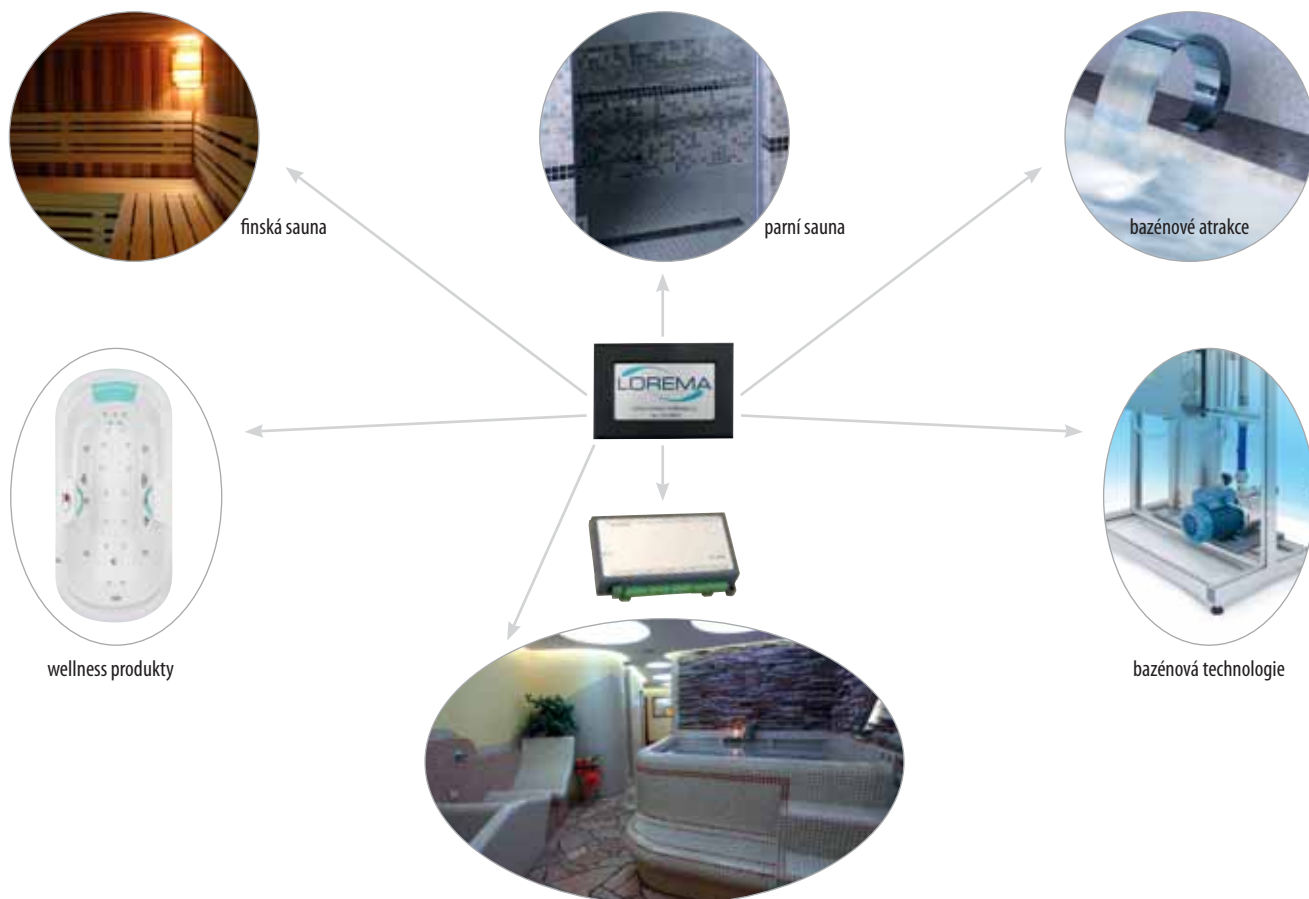 finská sauna
parní sauna
bazénové atrakce
LOREMA
wellness produkty
bazénová technologie